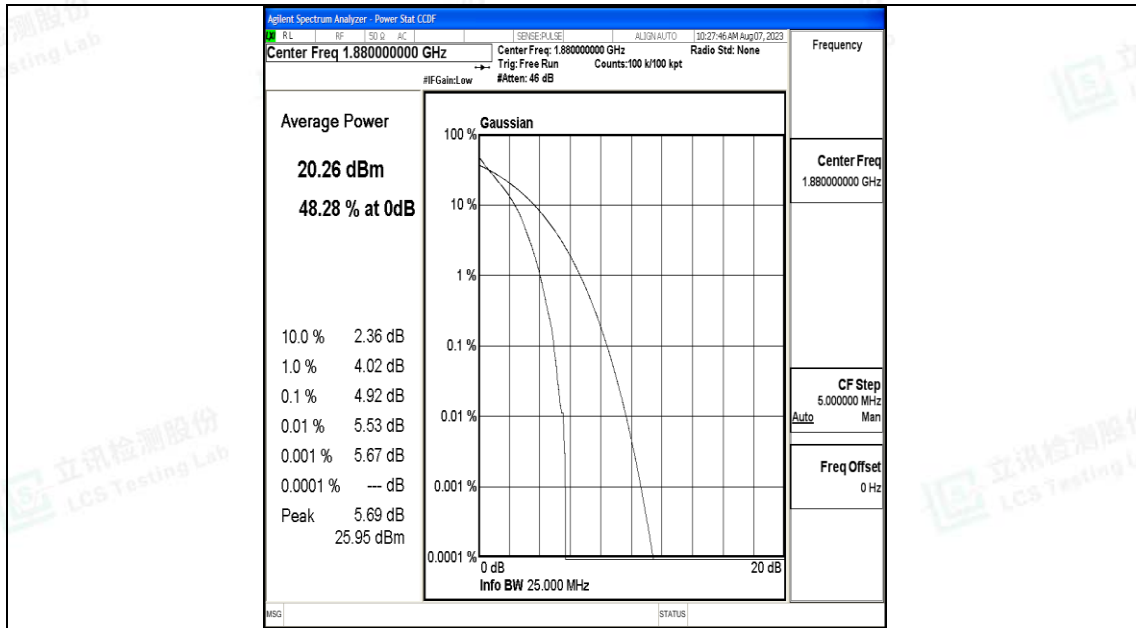 Agilent Spectrum Analyzer - Power Stat CCDF
LXI RL RF 50 Ω AC SENSE:PULSE ALIGN AUTO 10:27:46 AM Aug 07, 2023
Center Freq 1.880000000 GHz
Center Freq: 1.880000000 GHz Radio Std: None
Trig: Free Run Counts:100 k/100 kpt
#IFGain:Low #Atten: 46 dB
Average Power
20.26 dBm
48.28 % at 0dB
10.0 % 2.36 dB
1.0 % 4.02 dB
0.1 % 4.92 dB
0.01 % 5.53 dB
0.001 % 5.67 dB
0.0001 % --- dB
Peak 5.69 dB
25.95 dBm
Gaussian
100 %
10 %
1 %
0.1 %
0.01 %
0.001 %
0.0001 %
0 dB 20 dB
Info BW 25.000 MHz
Frequency
Center Freq
1.880000000 GHz
CF Step
5.000000 MHz
Auto Man
Freq Offset
0 Hz
MSG STATUS
立讯检测股份
LCS Testing Lab
立讯检测股份
LCS Testing L